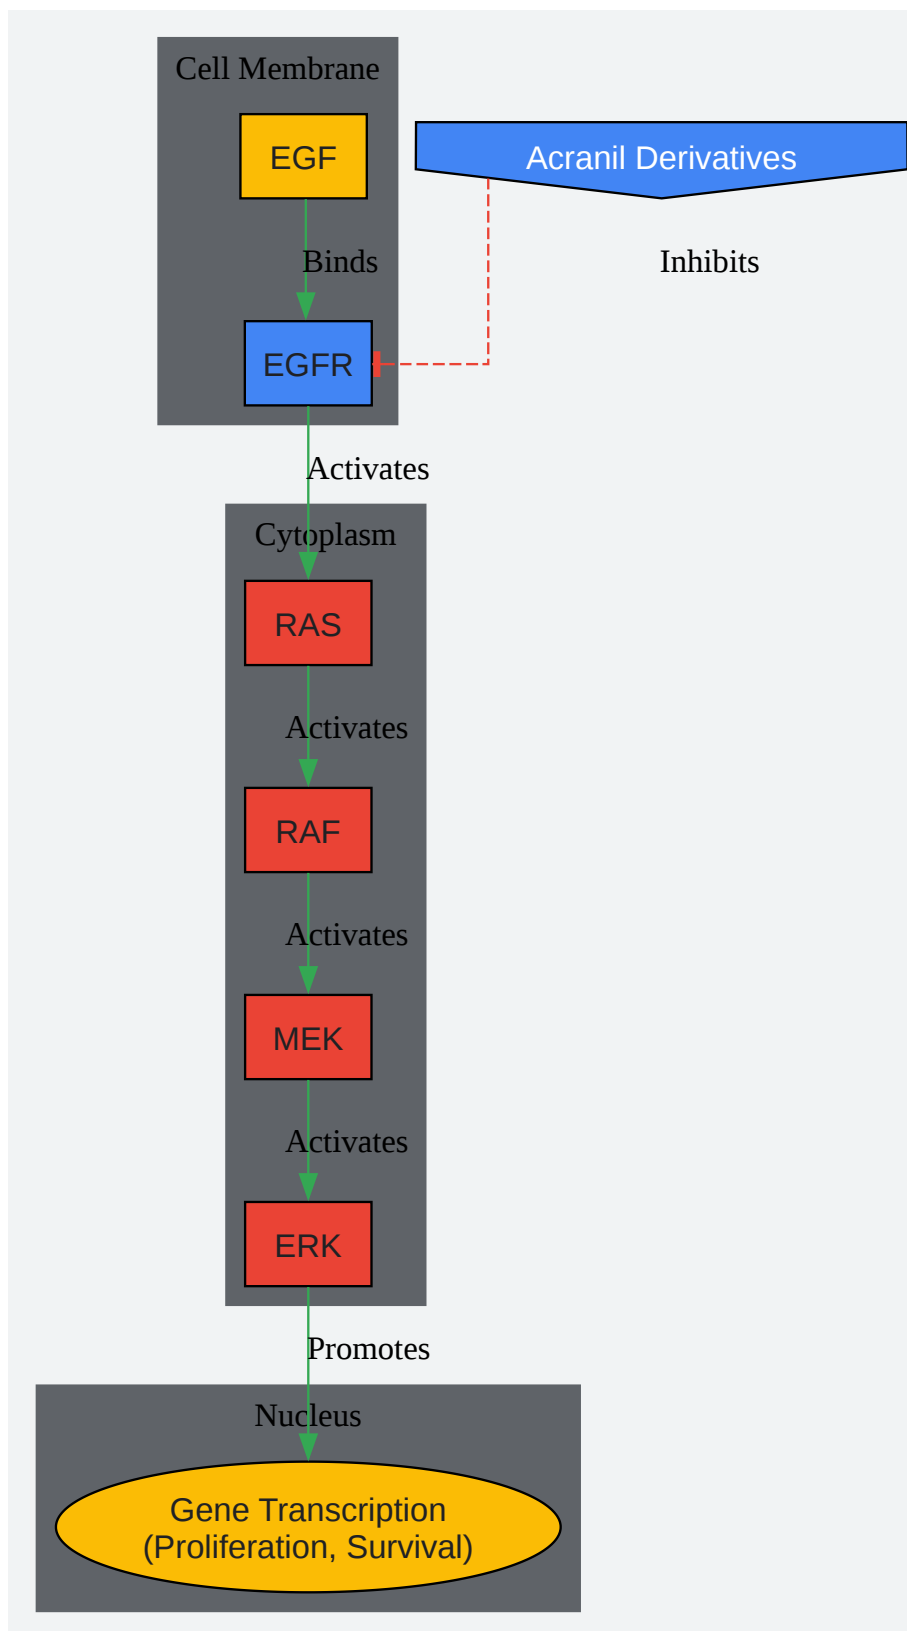 Cell Membrane
EGF
Acranil Derivatives
Binds
Inhibits
EGFR
Activates
Cytoplasm
RAS
Activates
RAF
Activates
MEK
Activates
ERK
Promotes
Nucleus
Gene Transcription
(Proliferation, Survival)